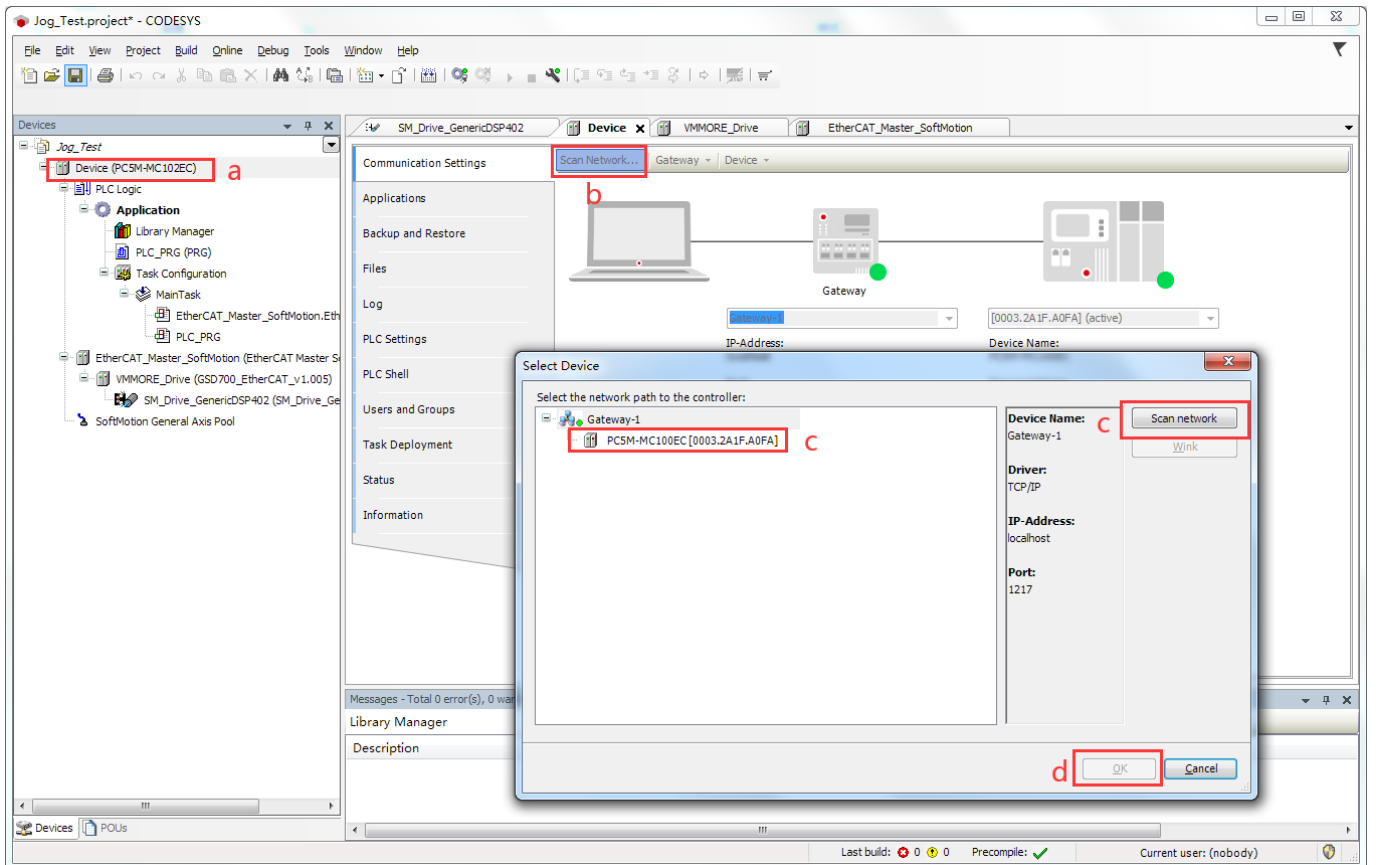 Jog_Test.project* - CODESYS
File Edit View Project Build Online Debug Tools Window Help
Devices
Jog_Test
Device (PC5M-MC102EC)
a
PLC Logic
Application
Library Manager
PLC_PRG (PRG)
Task Configuration
MainTask
EtherCAT_Master_SoftMotion.Eth
PLC_PRG
EtherCAT_Master_SoftMotion (EtherCAT Master S
VMMORE_Drive (GSD700_EtherCAT_v1.005)
SM_Drive_GenericDSP402 (SM_Drive_Ge
SoftMotion General Axis Pool
Devices POUs
SM_Drive_GenericDSP402 Device VMMORE_Drive EtherCAT_Master_SoftMotion
Communication Settings
Applications
Backup and Restore
Files
Log
PLC Settings
PLC Shell
Users and Groups
Task Deployment
Status
Information
Scan Network... Gateway Device
b
Gateway
Gateway-1 [0003.2A1F.A0FA] (active)
IP-Address: Device Name:
Select Device
Select the network path to the controller:
Gateway-1
PC5M-MC100EC [0003.2A1F.A0FA]
c
Device Name:
Gateway-1
Driver:
TCP/IP
IP-Address:
localhost
Port:
1217
c
Scan network
Wink
d
OK Cancel
Messages - Total 0 error(s), 0 war
Library Manager
Description
Last build: 0 0 Precompile: Current user: (nobody)